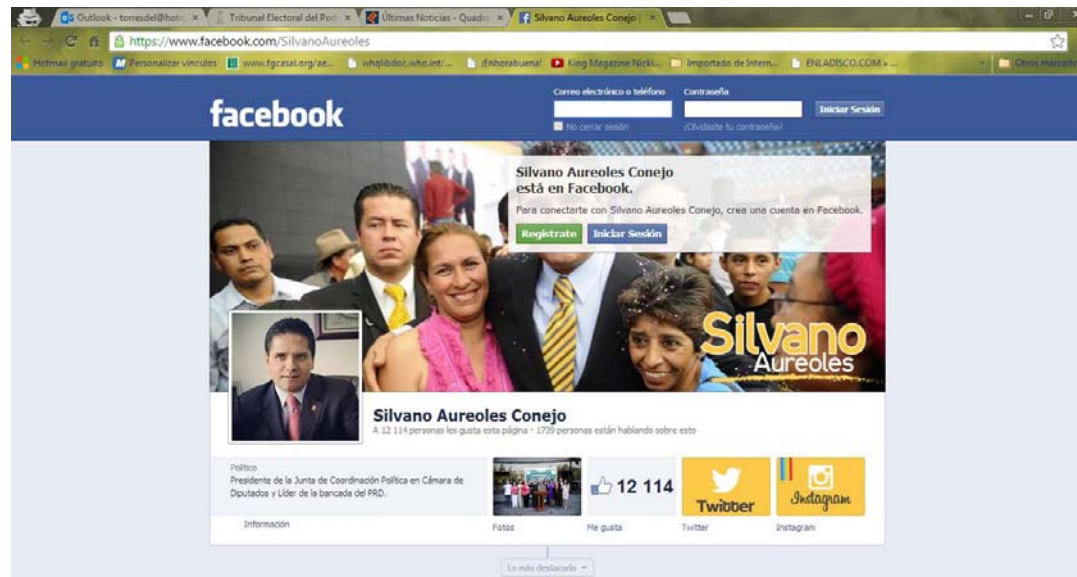 Outlook - torresdel@hotm
Tribunal Electoral del Pod
Últimas Noticias - Quadr
Silvano Aureoles Conejo |
https://www.facebook.com/SilvanoAureoles
Hotmail gratuito
Personalizar vínculos
www.fgcasal.org/ae...
whqlibdoc.who.int/...
¡Enhorabuena!
King Magazine Nicki...
Importado de Intern...
ENLADISCO.COM » ...
Otros marcado
facebook
Correo electrónico o teléfono
Contraseña
Iniciar Sesión
No cerrar sesión
¿Olvidaste tu contraseña?
Silvano Aureoles Conejo
está en Facebook.
Para conectarte con Silvano Aureoles Conejo, crea una cuenta en Facebook.
Regístrate
Iniciar Sesión
Silvano
Aureoles
Silvano Aureoles Conejo
A 12 114 personas les gusta esta página · 1739 personas están hablando sobre esto
Político
Presidente de la Junta de Coordinación Política en Cámara de
Diputados y Líder de la bancada del PRD.
Información
12 114
Twitter
Instagram
Fotos
Me gusta
Twitter
Instagram
Lo más destacado